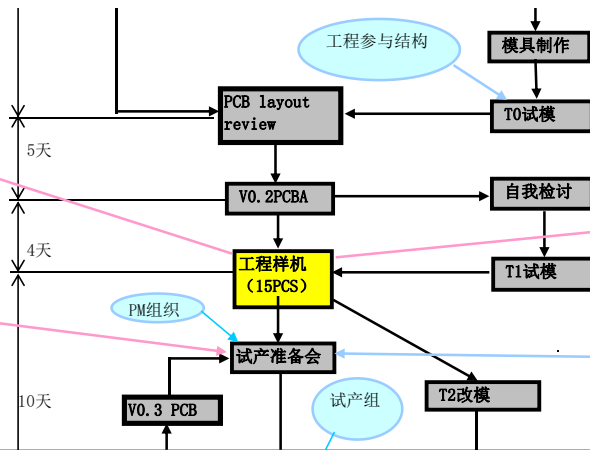 工程参与结构
模具制作
PCB layout
review
T0试模
5天
V0.2PCBA
自我检讨
4天
工程样机
（15PCS）
T1试模
PM组织
试产准备会
10天
V0.3 PCB
试产组
T2改模